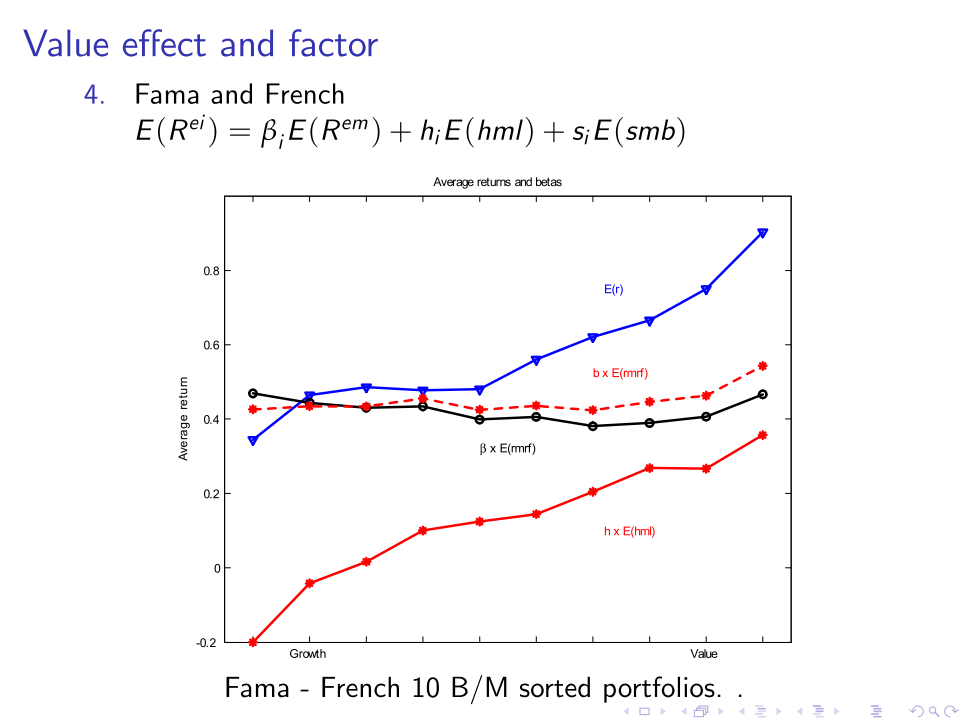 Value effect and factor
4. Fama and French
E(R^{ei}) = β_i E(R^{em}) + h_i E(hml) + s_i E(smb)
Average returns and betas
0.8
0.6
0.4
0.2
0
-0.2
Average return
E(r)
b x E(rmrf)
β x E(rmrf)
h x E(hml)
Growth
Value
Fama - French 10 B/M sorted portfolios. .